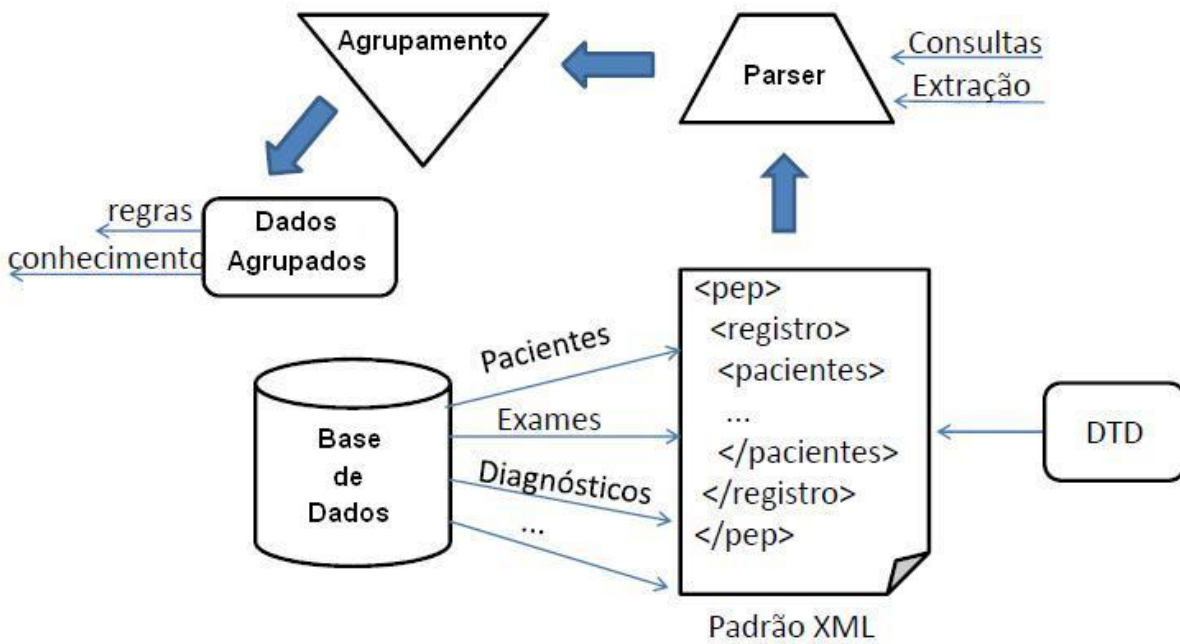 Agrupamento
Parser
Consultas
Extração
regras
conhecimento
Dados
Agrupados
Base
de
Dados
Pacientes
Exames
Diagnósticos
...
<pep>
<registro>
<pacientes>
...
</pacientes>
</registro>
</pep>
DTD
Padrão XML